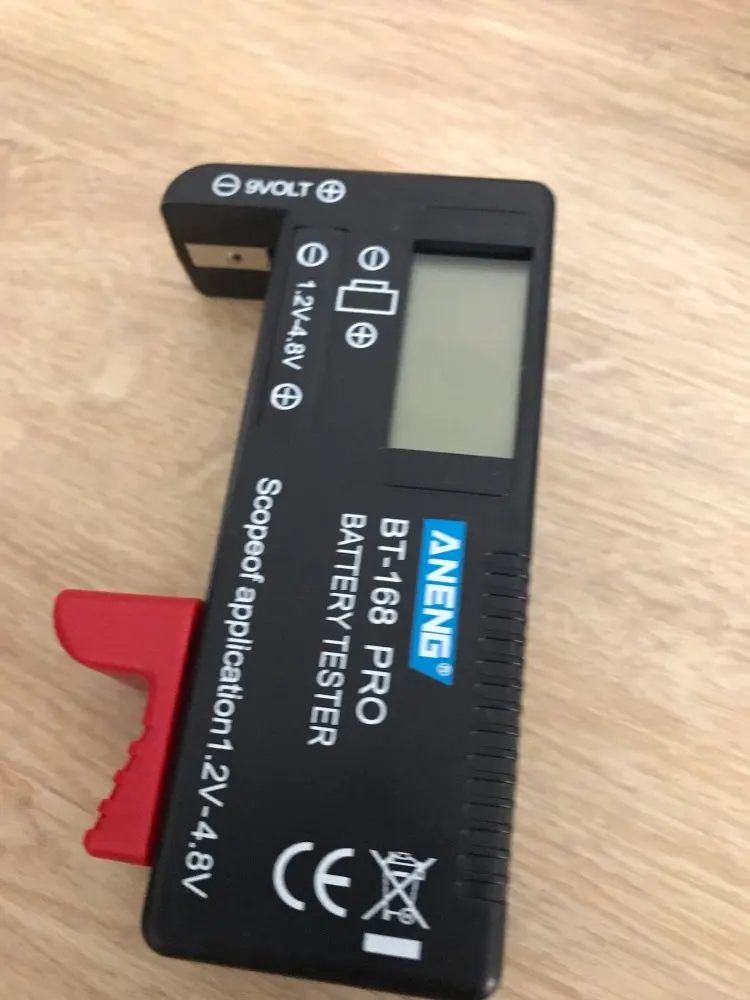 ⊖ 9VOLT ⊕
⊖ 1.2V-4.8V ⊕
⊖
⊕
ANENG®
BT-168 PRO
BATTERY TESTER
Scopeof application1.2V-4.8V
CE